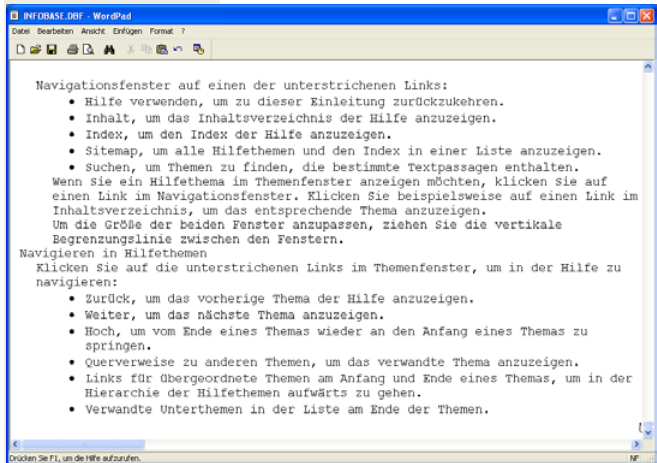 INFOBASE.DBF - WordPad
Datei Bearbeiten Ansicht Einfügen Format ?
Navigationsfenster auf einen der unterstrichenen Links:
• Hilfe verwenden, um zu dieser Einleitung zurückzukehren.
• Inhalt, um das Inhaltsverzeichnis der Hilfe anzuzeigen.
• Index, um den Index der Hilfe anzuzeigen.
• Sitemap, um alle Hilfethemen und den Index in einer Liste anzuzeigen.
• Suchen, um Themen zu finden, die bestimmte Textpassagen enthalten.
Wenn Sie ein Hilfethema im Themenfenster anzeigen möchten, klicken Sie auf
einen Link im Navigationsfenster. Klicken Sie beispielsweise auf einen Link im
Inhaltsverzeichnis, um das entsprechende Thema anzuzeigen.
Um die Größe der beiden Fenster anzupassen, ziehen Sie die vertikale
Begrenzungslinie zwischen den Fenstern.
Navigieren in Hilfethemen
Klicken Sie auf die unterstrichenen Links im Themenfenster, um in der Hilfe zu
navigieren:
• Zurück, um das vorherige Thema der Hilfe anzuzeigen.
• Weiter, um das nächste Thema anzuzeigen.
• Hoch, um vom Ende eines Themas wieder an den Anfang eines Themas zu
springen.
• Querverweise zu anderen Themen, um das verwandte Thema anzuzeigen.
• Links für übergeordnete Themen am Anfang und Ende eines Themas, um in der
Hierarchie der Hilfethemen aufwärts zu gehen.
• Verwandte Unterthemen in der Liste am Ende der Themen.
Drücken Sie F1, um die Hilfe aufzurufen.
NF